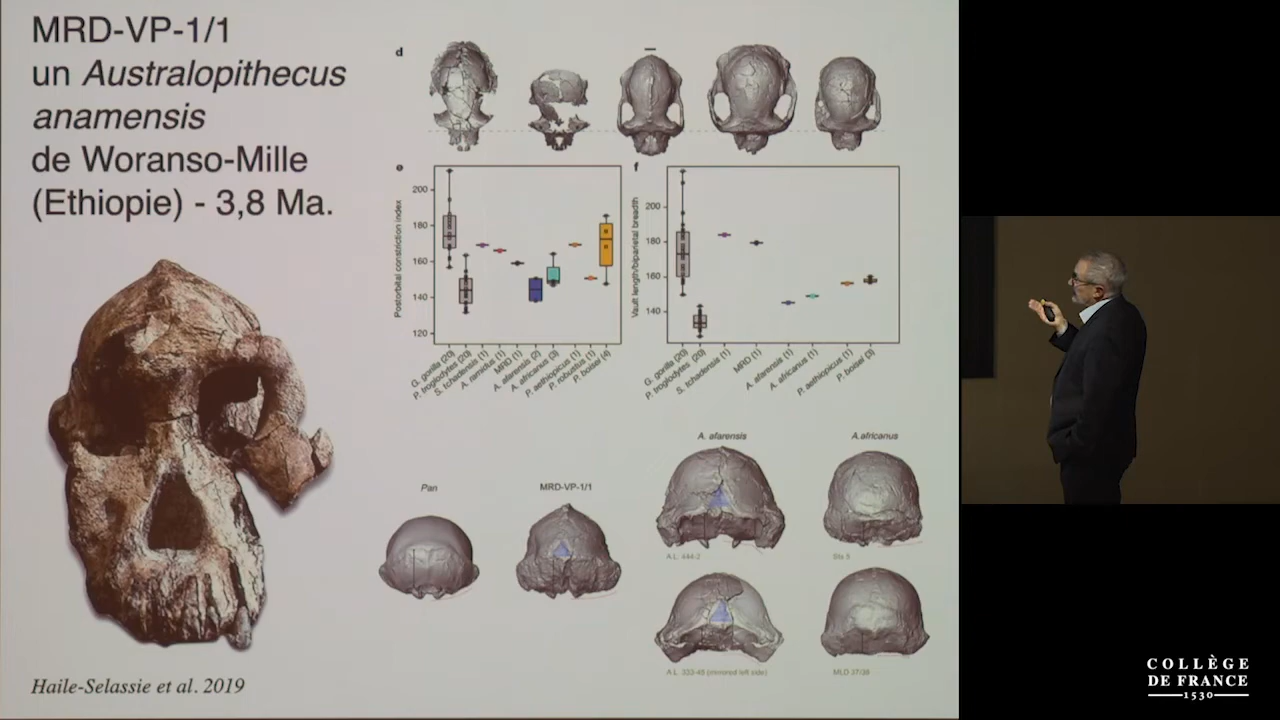 MRD-VP-1/1
un Australopithecus
anamensis
de Woranso-Mille
(Ethiopie) - 3,8 Ma.
d
e
Postorbital constriction index
200
180
160
140
120
G. gorilla (20)
P. troglodytes (20)
S. tchadensis (1)
A. ramidus (1)
MRD (1)
A. afarensis (2)
A. africanus (3)
P. aethiopicus (1)
P. robustus (1)
P. boisei (4)
f
Vault length/biparietal breadth
200
180
160
140
G. gorilla (20)
P. troglodytes (20)
S. tchadensis (1)
MRD (1)
A. afarensis (1)
A. africanus (1)
P. aethiopicus (1)
P. boisei (3)
Pan
MRD-VP-1/1
A. afarensis
A.africanus
A.L. 444-2
Sts 5
A.L. 333-45 (mirrored left side)
MLD 37/38
Haile-Selassie et al. 2019
COLLÈGE
DE FRANCE
1530